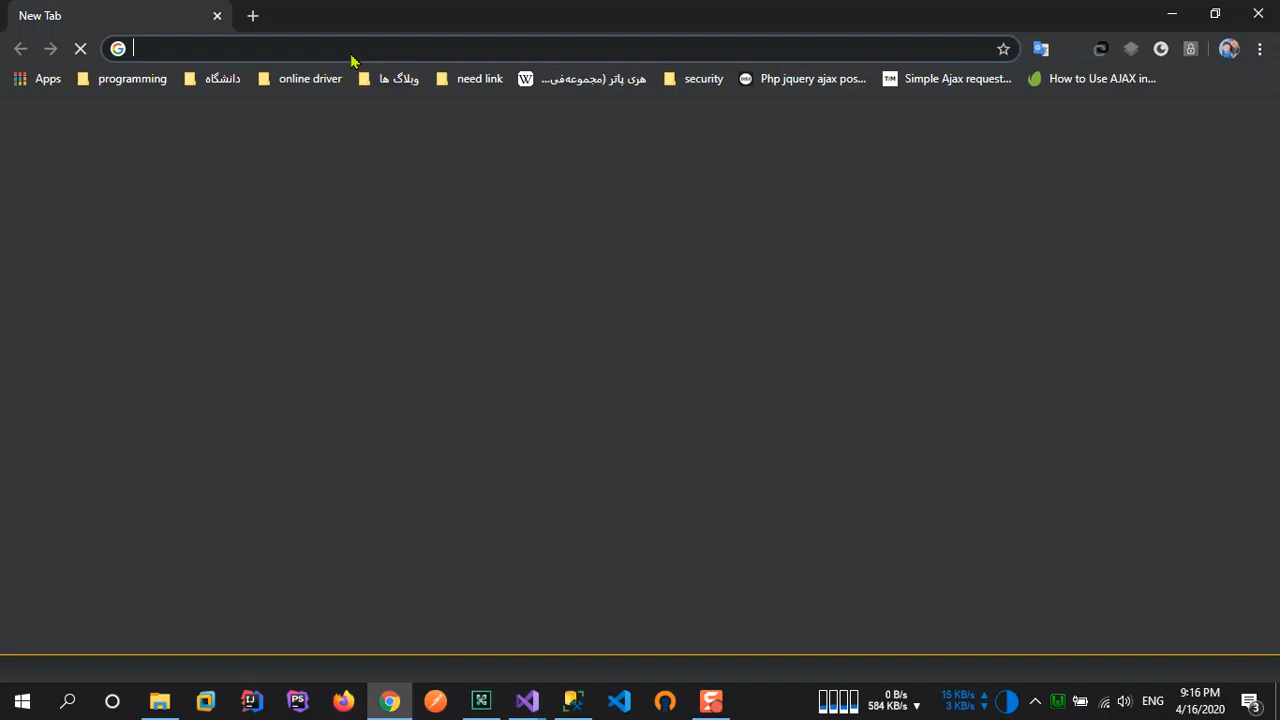 New Tab
Apps programming دانشگاه online driver وبلاگ ها need link هری پاتر (مجموعه‌فی... security Php jquery ajax pos... Simple Ajax request... How to Use AJAX in...
0 B/s 15 KB/s 9:16 PM
584 KB/s 3 KB/s ENG 4/16/2020